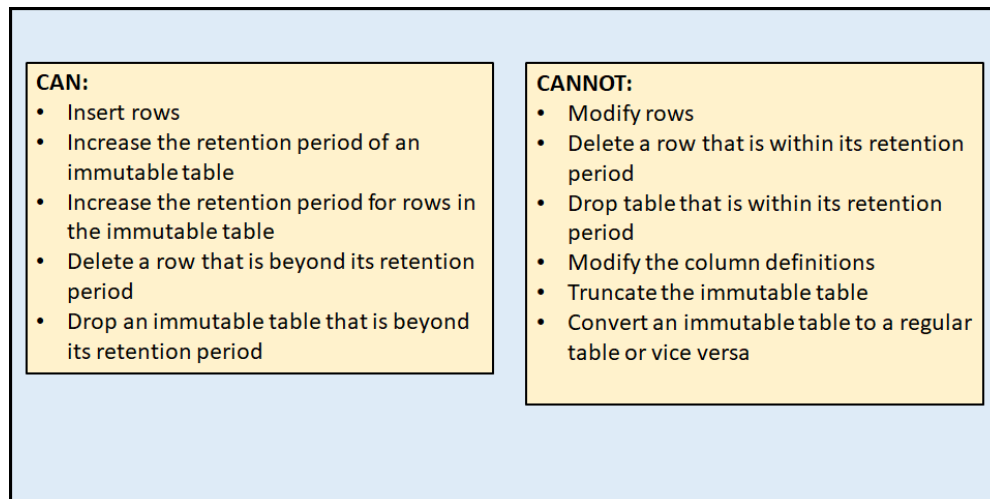 CAN:
• Insert rows
• Increase the retention period of an
immutable table
• Increase the retention period for rows in
the immutable table
• Delete a row that is beyond its retention
period
• Drop an immutable table that is beyond
its retention period
CANNOT:
• Modify rows
• Delete a row that is within its retention
period
• Drop table that is within its retention
period
• Modify the column definitions
• Truncate the immutable table
• Convert an immutable table to a regular
table or vice versa